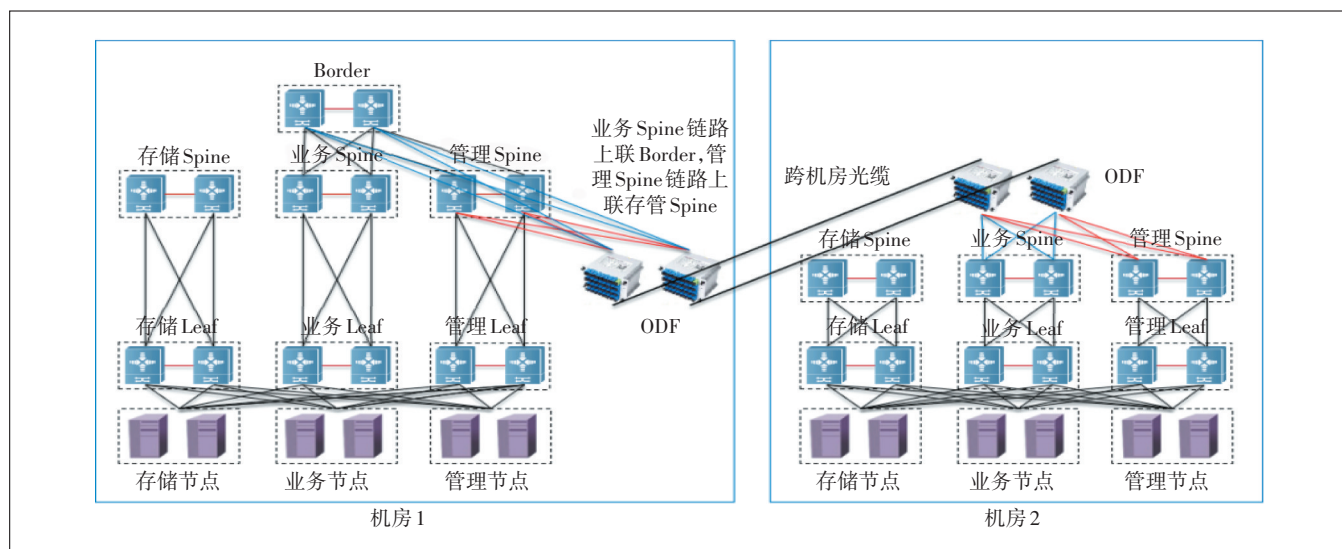 Border
业务Spine链路
上联Border,管
理Spine链路上
联存管Spine
存储Spine
业务Spine
管理Spine
ODF
存储Leaf
业务Leaf
管理Leaf
存储节点
业务节点
管理节点
机房1
跨机房光缆
ODF
存储Spine
业务Spine
管理Spine
存储Leaf
业务Leaf
管理Leaf
存储节点
业务节点
管理节点
机房2